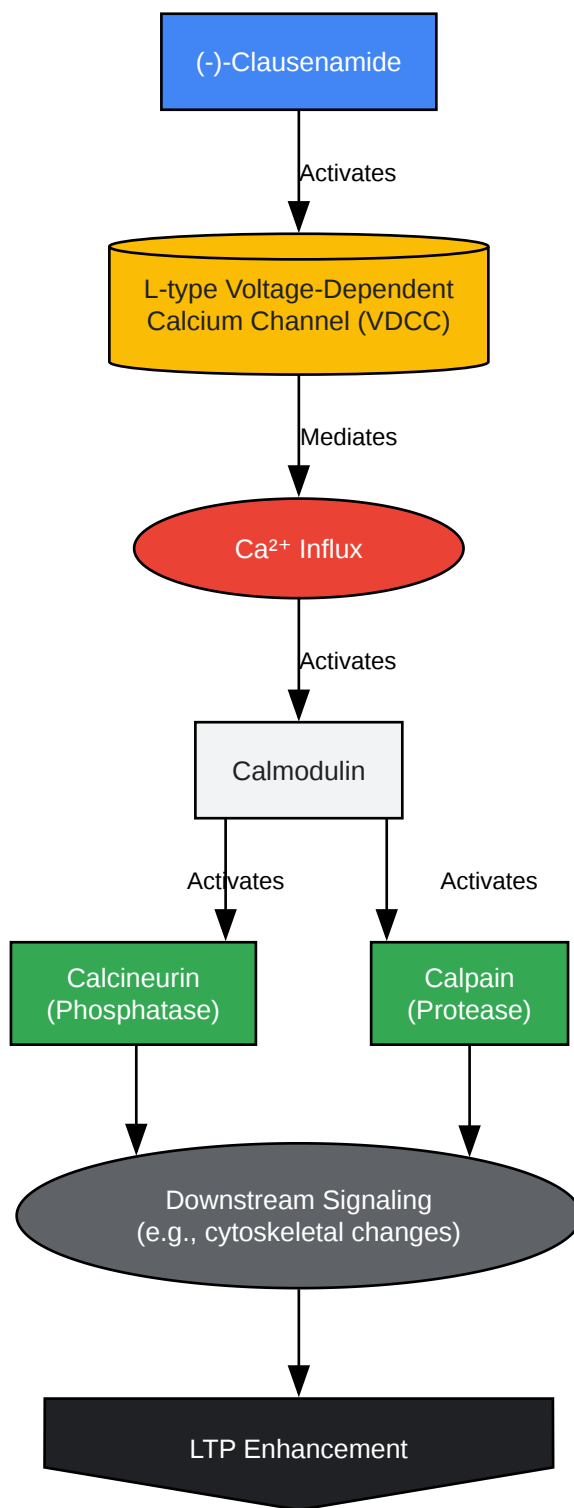 (-)-Clausenamide
Activates
L-type Voltage-Dependent
Calcium Channel (VDCC)
Mediates
Ca²⁺ Influx
Activates
Calmodulin
Activates
Activates
Calcineurin
(Phosphatase)
Calpain
(Protease)
Downstream Signaling
(e.g., cytoskeletal changes)
LTP Enhancement